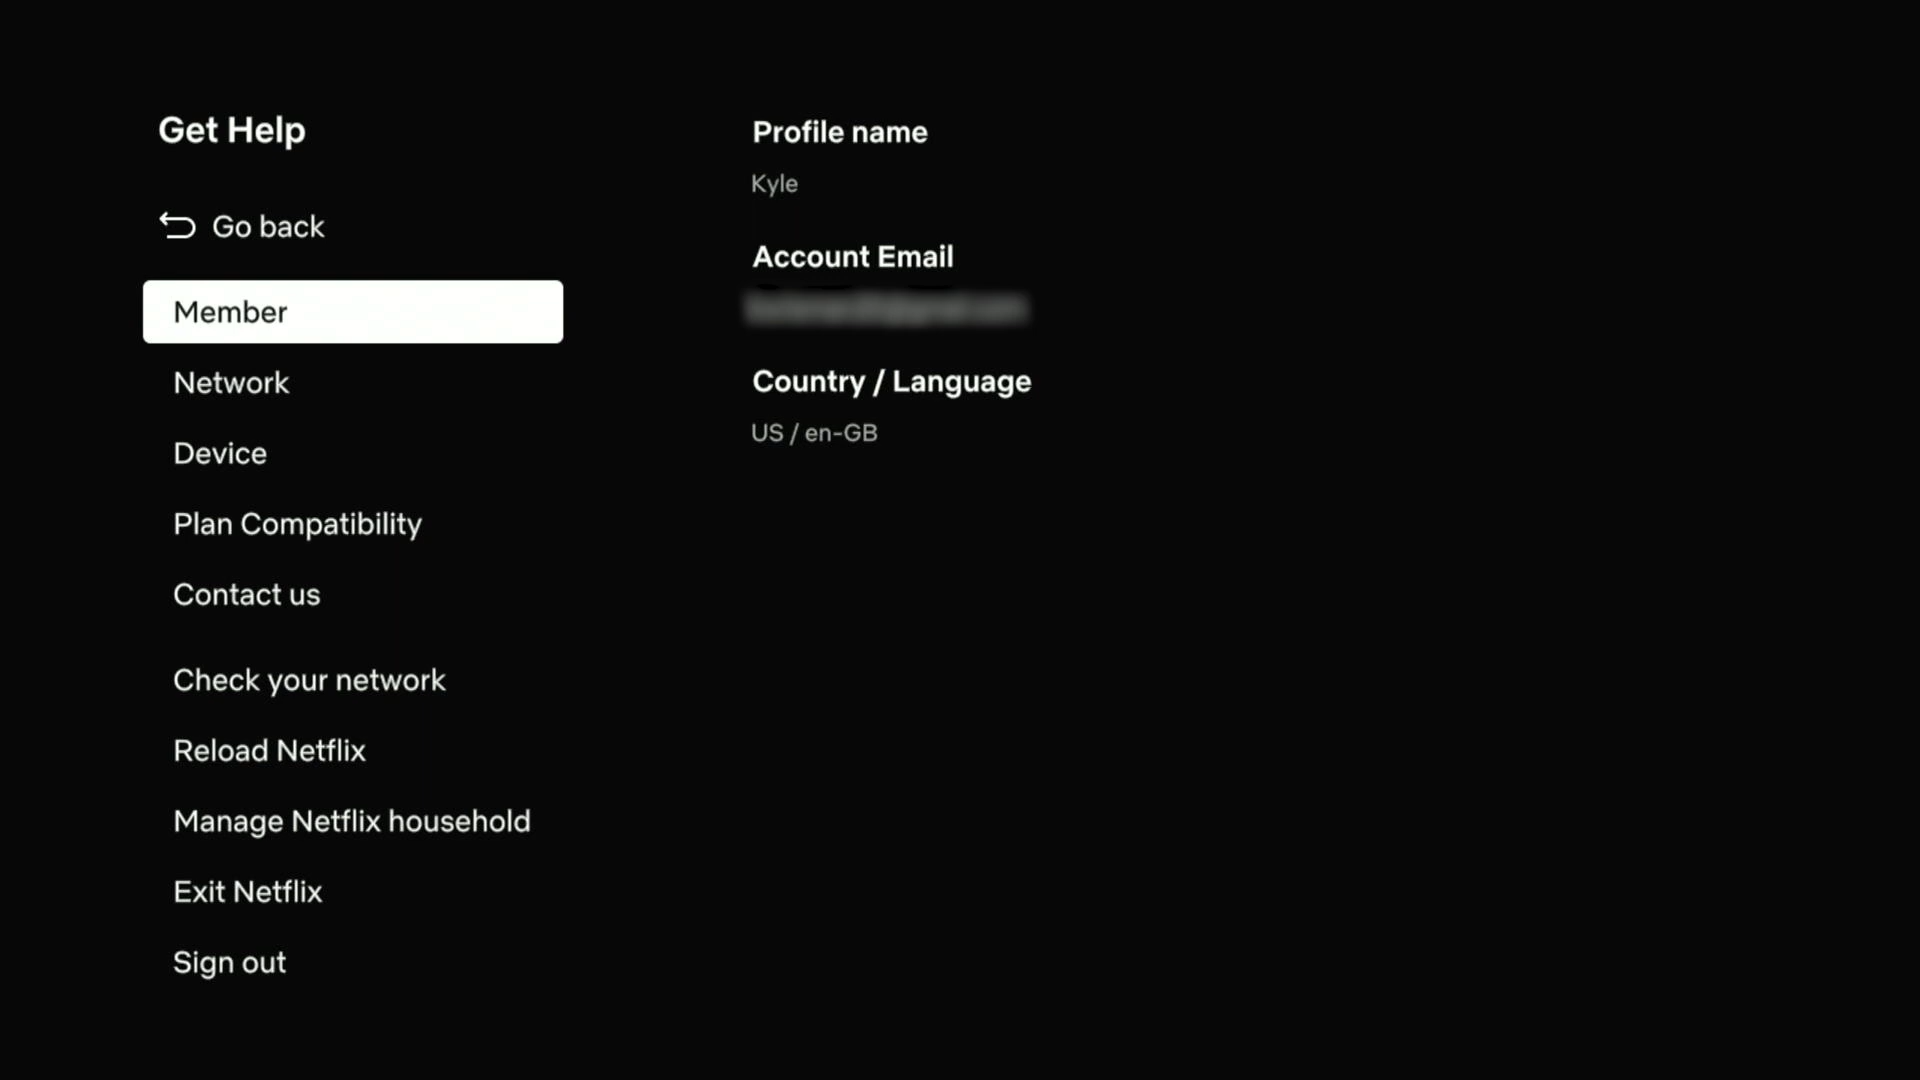 Get Help
Go back
Member
Network
Device
Plan Compatibility
Contact us
Check your network
Reload Netflix
Manage Netflix household
Exit Netflix
Sign out
Profile name
Kyle
Account Email
Country / Language
US / en-GB